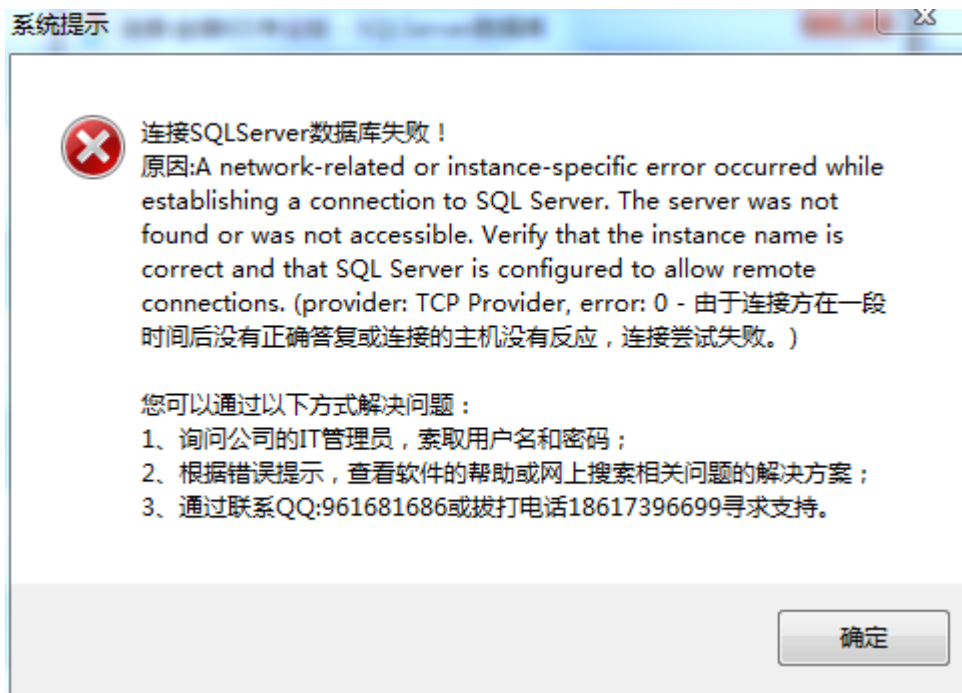 系统提示
连接SQLServer数据库失败！
原因:A network-related or instance-specific error occurred while
establishing a connection to SQL Server. The server was not
found or was not accessible. Verify that the instance name is
correct and that SQL Server is configured to allow remote
connections. (provider: TCP Provider, error: 0 - 由于连接方在一段
时间后没有正确答复或连接的主机没有反应，连接尝试失败。)
您可以通过以下方式解决问题：
1、询问公司的IT管理员，索取用户名和密码；
2、根据错误提示，查看软件的帮助或网上搜索相关问题的解决方案；
3、通过联系QQ:961681686或拔打电话18617396699寻求支持。
确定